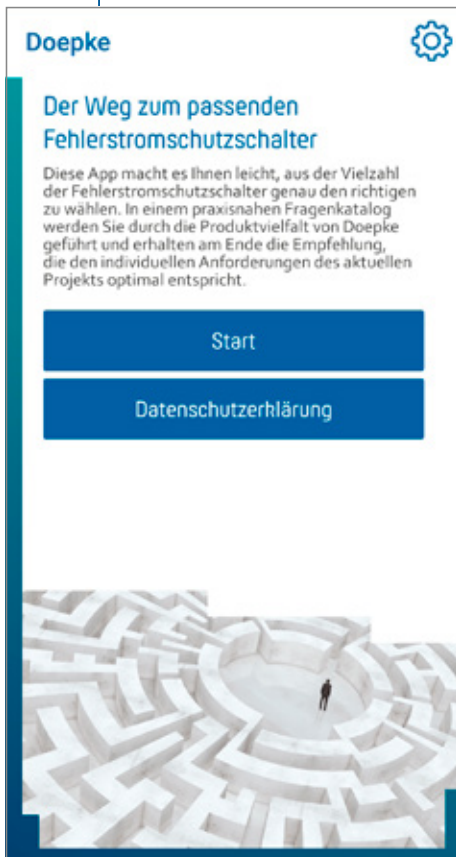 Doepke
Der Weg zum passenden
Fehlerstromschutzschalter
Diese App macht es Ihnen leicht, aus der Vielzahl
der Fehlerstromschutzschalter genau den richtigen
zu wählen. In einem praxisnahen Fragenkatalog
werden Sie durch die Produktvielfalt von Doepke
geführt und erhalten am Ende die Empfehlung,
die den individuellen Anforderungen des aktuellen
Projekts optimal entspricht.
Start
Datenschutzerklärung